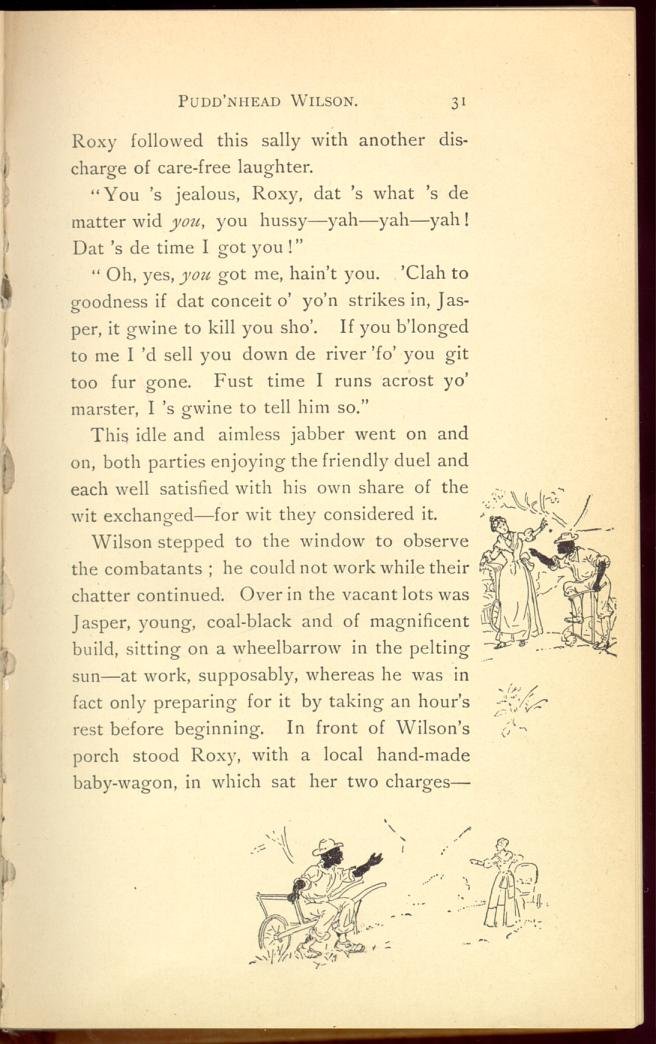 PUDD'NHEAD WILSON. 31
Roxy followed this sally with another dis-
charge of care-free laughter.
"You 's jealous, Roxy, dat 's what 's de
matter wid you, you hussy—yah—yah—yah!
Dat 's de time I got you!"
"Oh, yes, you got me, hain't you. 'Clah to
goodness if dat conceit o' yo'n strikes in, Jas-
per, it gwine to kill you sho'. If you b'longed
to me I 'd sell you down de river 'fo' you git
too fur gone. Fust time I runs acrost yo'
marster, I 's gwine to tell him so."
This idle and aimless jabber went on and
on, both parties enjoying the friendly duel and
each well satisfied with his own share of the
wit exchanged—for wit they considered it.
Wilson stepped to the window to observe
the combatants; he could not work while their
chatter continued. Over in the vacant lots was
Jasper, young, coal-black and of magnificent
build, sitting on a wheelbarrow in the pelting
sun—at work, supposably, whereas he was in
fact only preparing for it by taking an hour's
rest before beginning. In front of Wilson's
porch stood Roxy, with a local hand-made
baby-wagon, in which sat her two charges—